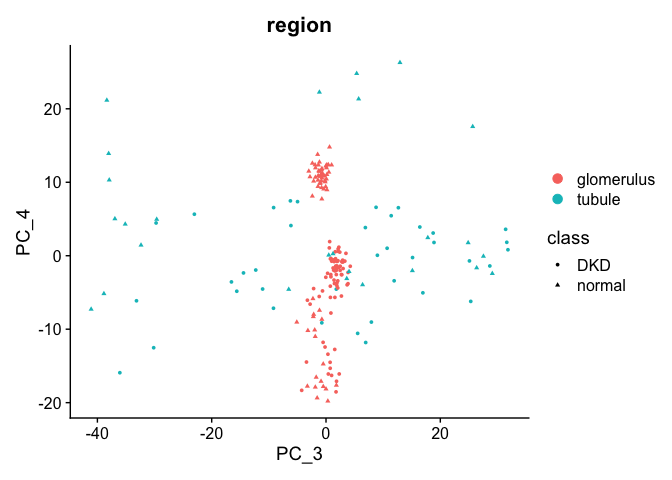 region
20
10
0
-10
-20
PC_4
-40
-20
0
20
PC_3
glomerulus
tubule
class
DKD
normal